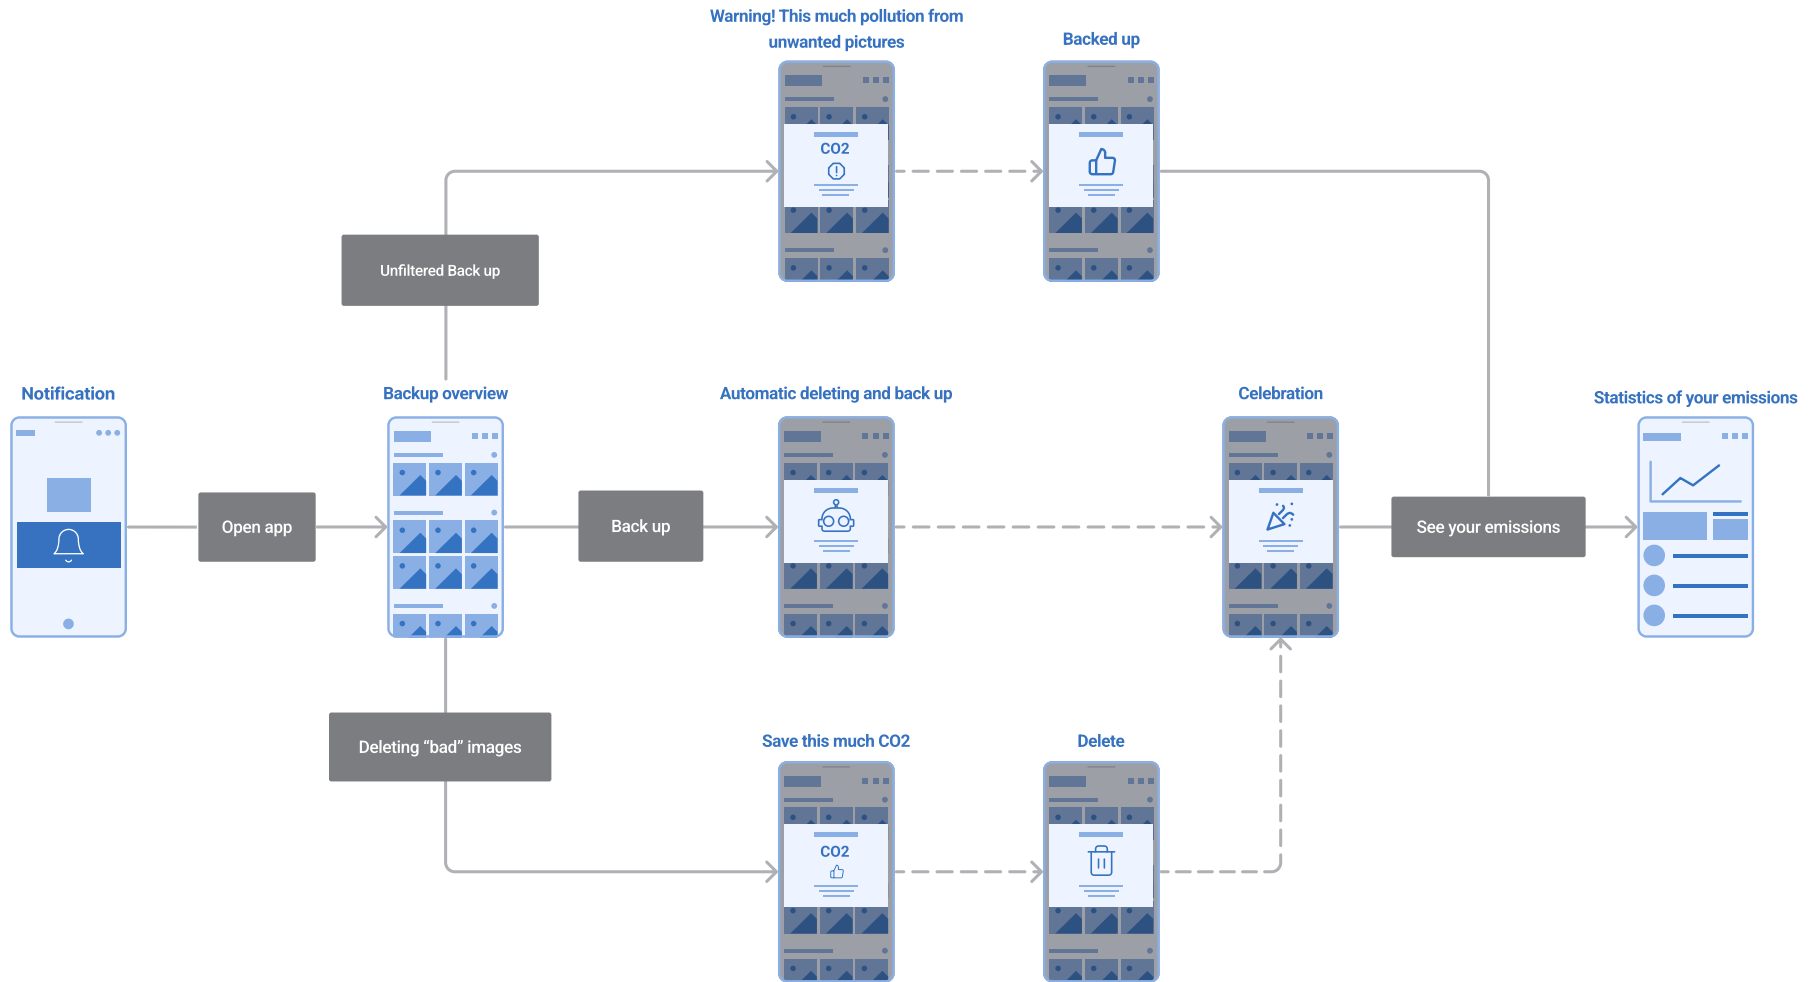 Warning! This much pollution from
unwanted pictures
Backed up
CO2
Unfiltered Back up
Notification
Backup overview
Automatic deleting and back up
Celebration
Statistics of your emissions
Open app
Back up
See your emissions
Deleting “bad” images
Save this much CO2
Delete
CO2